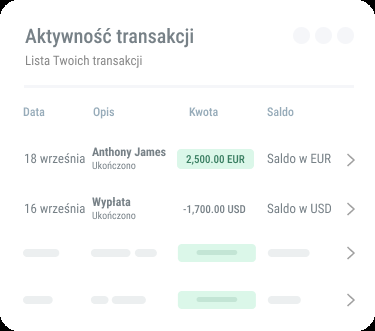 Aktywność transakcji
Lista Twoich transakcji
Data Opis Kwota Saldo
18 września Anthony James 2,500.00 EUR Saldo w EUR
Ukończono
16 września Wypłata -1,700.00 USD Saldo w USD
Ukończono